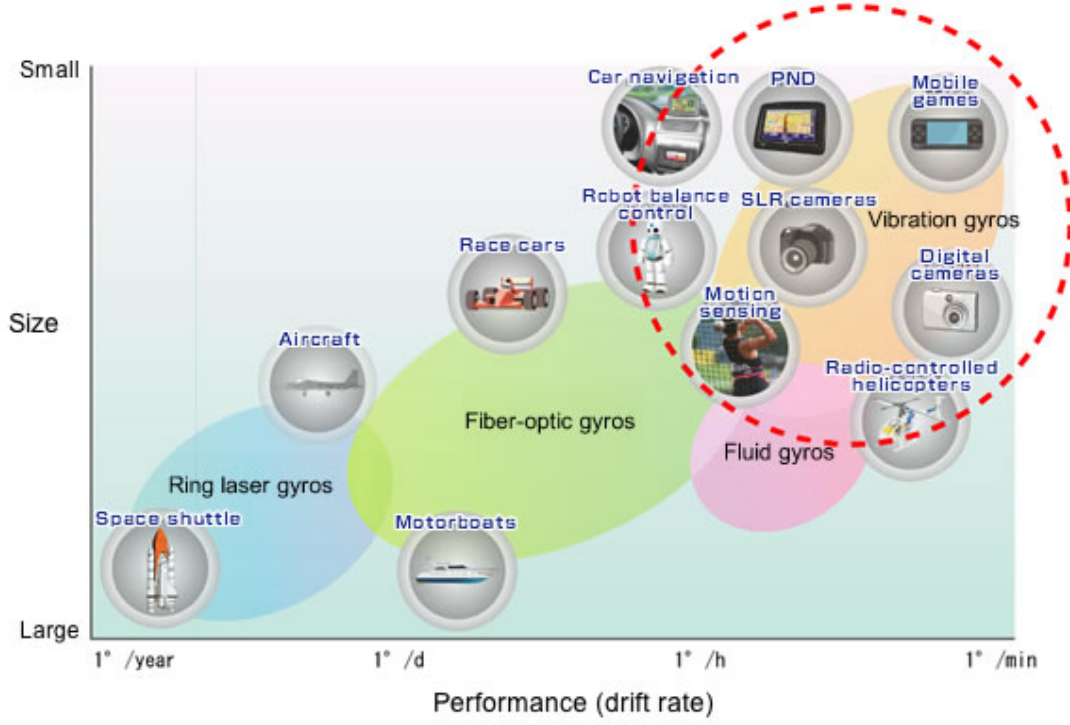 Small
Car navigation
PND
Mobile
games
Robot balance
control
SLR cameras
Vibration gyros
Race cars
Digital
cameras
Motion
sensing
Size
Aircraft
Radio-controlled
helicopters
Fiber-optic gyros
Fluid gyros
Ring laser gyros
Space shuttle
Motorboats
Large
1° /year
1° /d
1° /h
1° /min
Performance (drift rate)